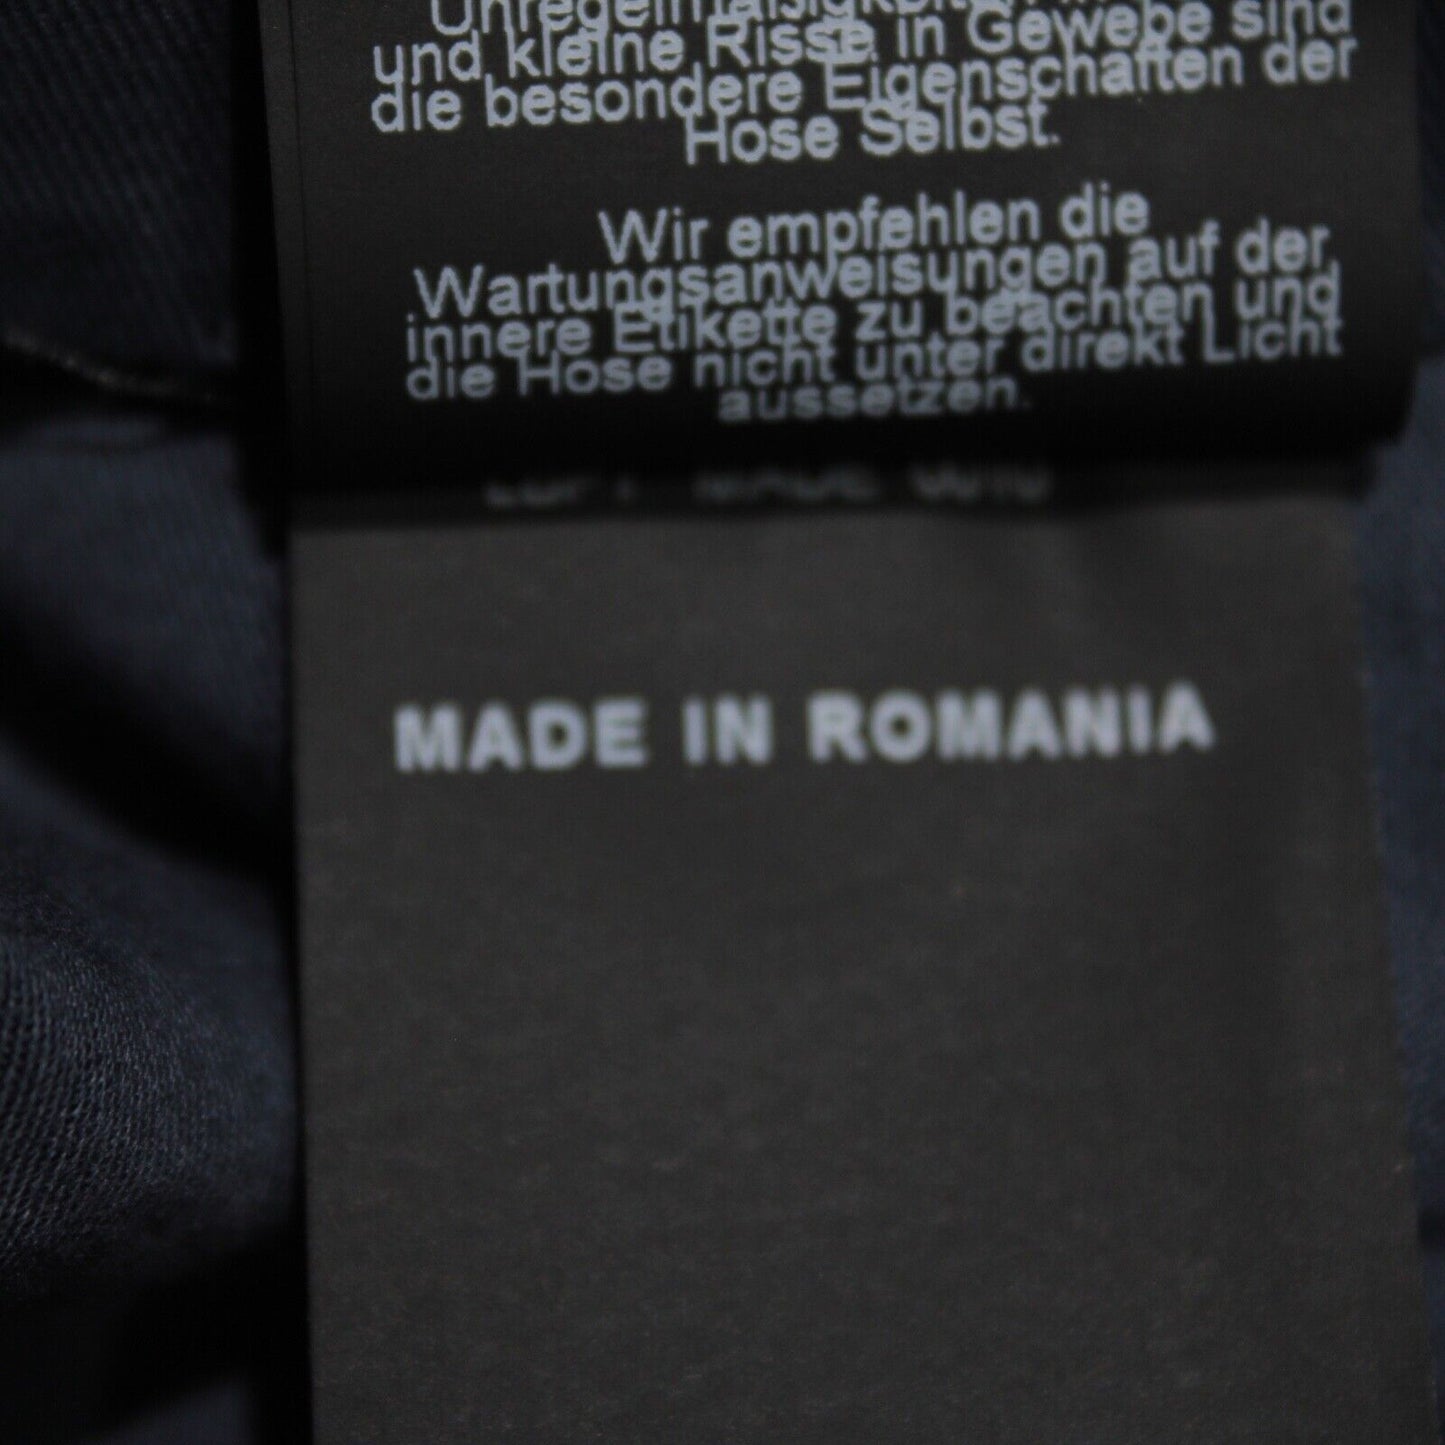 Unregelmäßigkeiten
und kleine Risse in Gewebe sind
die besondere Eigenschaften der
Hose Selbst.
Wir empfehlen die
Wartungsanweisungen auf der
innere Etikette zu beachten und
die Hose nicht unter direkt Licht
aussetzen.
MADE IN ROMANIA